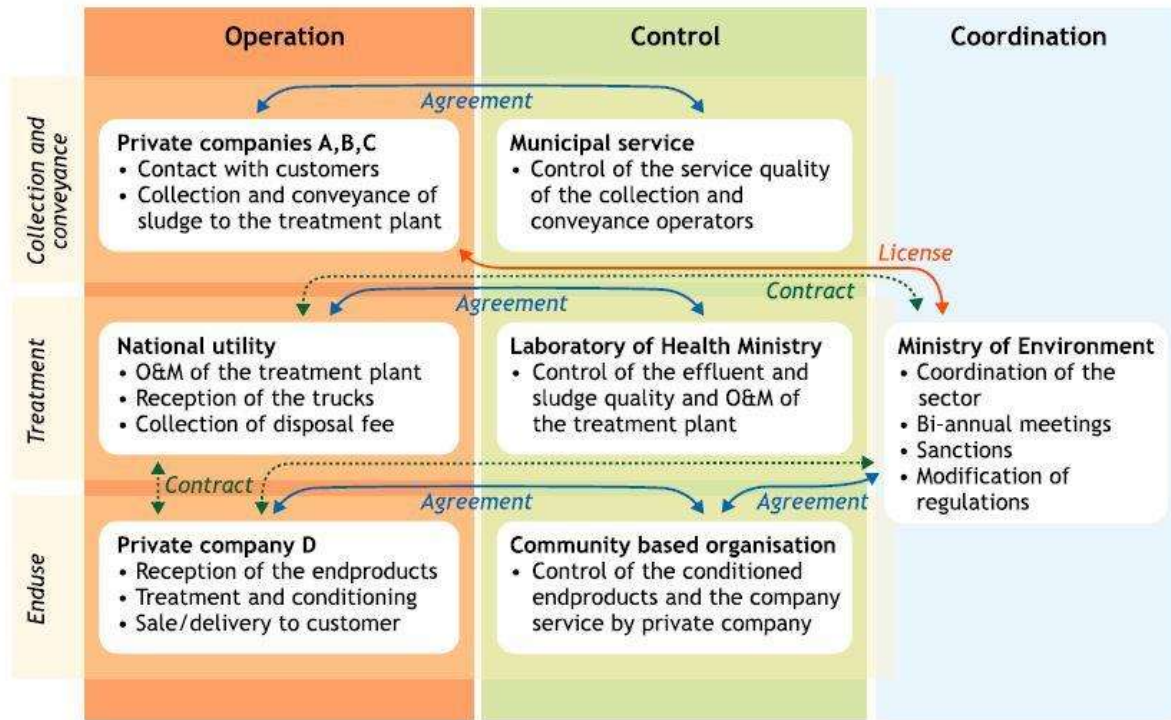 Operation
Control
Coordination
Collection and
conveyance
Agreement
Private companies A,B,C
• Contact with customers
• Collection and conveyance of
sludge to the treatment plant
Municipal service
• Control of the service quality
of the collection and
conveyance operators
License
Contract
Treatment
Agreement
National utility
• O&M of the treatment plant
• Reception of the trucks
• Collection of disposal fee
Laboratory of Health Ministry
• Control of the effluent and
sludge quality and O&M of
the treatment plant
Ministry of Environment
• Coordination of the
sector
• Bi-annual meetings
• Sanctions
• Modification of
regulations
Contract
Agreement
Agreement
Enduse
Private company D
• Reception of the endproducts
• Treatment and conditioning
• Sale/delivery to customer
Community based organisation
• Control of the conditioned
endproducts and the company
service by private company